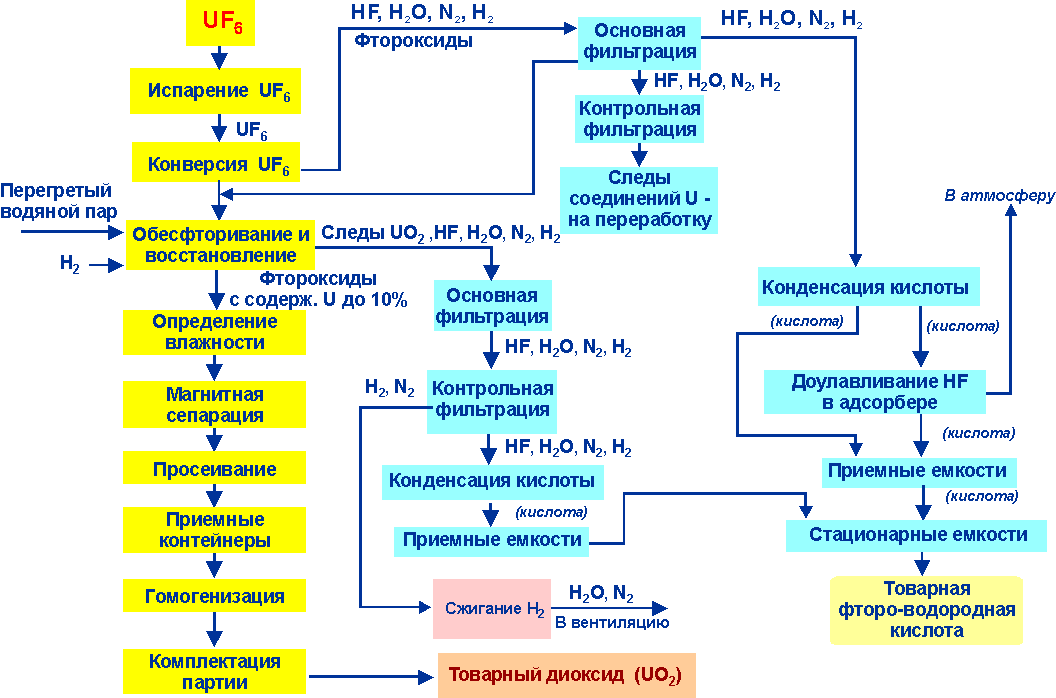 UF6
Испарение UF6
UF6
Конверсия UF6
HF, H2O, N2, H2
Фтороксиды
Основная
фильтрация
HF, H2O, N2, H2
HF, H2O, N2, H2
Контрольная
фильтрация
Следы
соединений U -
на переработку
Перегретый
водяной пар
H2
Обесфторивание и
восстановление
Следы UO2 ,HF, H2O, N2, H2
Фтороксиды
с содерж. U до 10%
Определение
влажности
Магнитная
сепарация
Просеивание
Приемные
контейнеры
Гомогенизация
Комплектация
партии
Товарный диоксид (UO2)
Основная
фильтрация
HF, H2O, N2, H2
H2, N2
Контрольная
фильтрация
HF, H2O, N2, H2
Конденсация кислоты
(кислота)
Приемные емкости
Сжигание H2
H2O, N2
В вентиляцию
В атмосферу
Конденсация кислоты
(кислота)
(кислота)
Доулавливание HF
в адсорбере
(кислота)
Приемные емкости
(кислота)
Стационарные емкости
Товарная
фторо-водородная
кислота